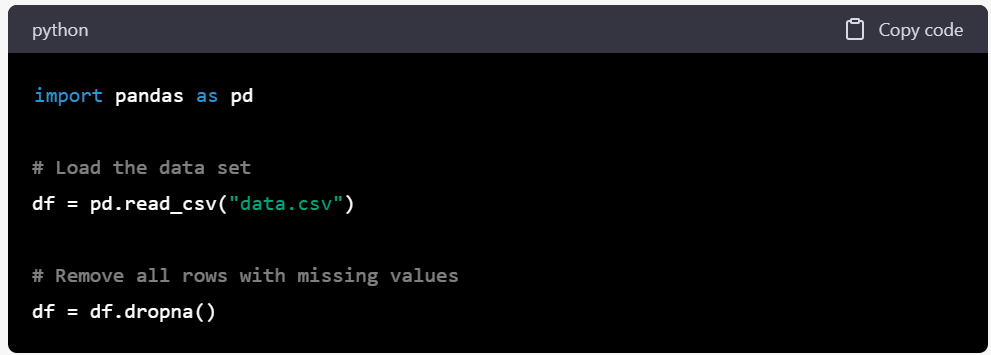 python
Copy code
import pandas as pd
# Load the data set
df = pd.read_csv("data.csv")
# Remove all rows with missing values
df = df.dropna()